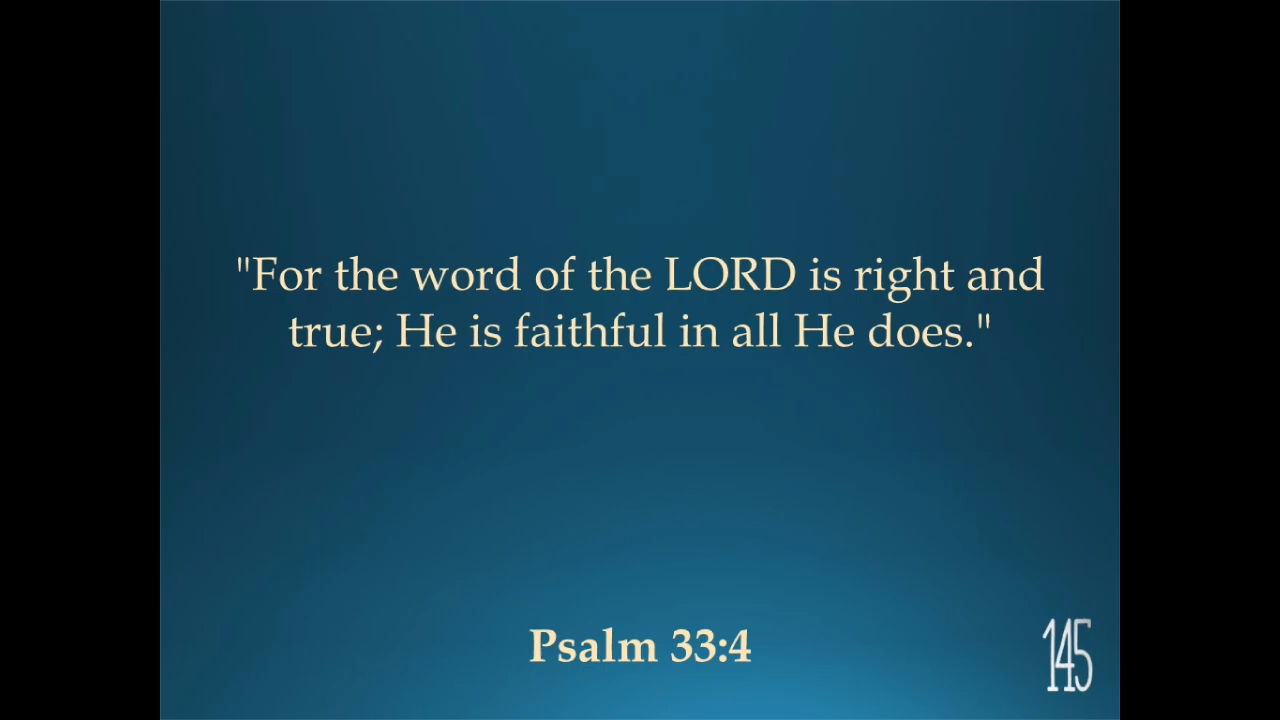 "For the word of the LORD is right and
true; He is faithful in all He does."
Psalm 33:4
145